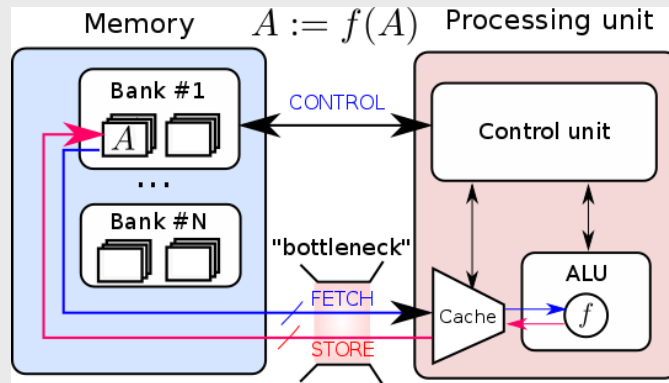 Memory
A := f(A)
Processing unit
Bank #1
A
CONTROL
Control unit
...
Bank #N
"bottleneck"
FETCH
STORE
Cache
ALU
f